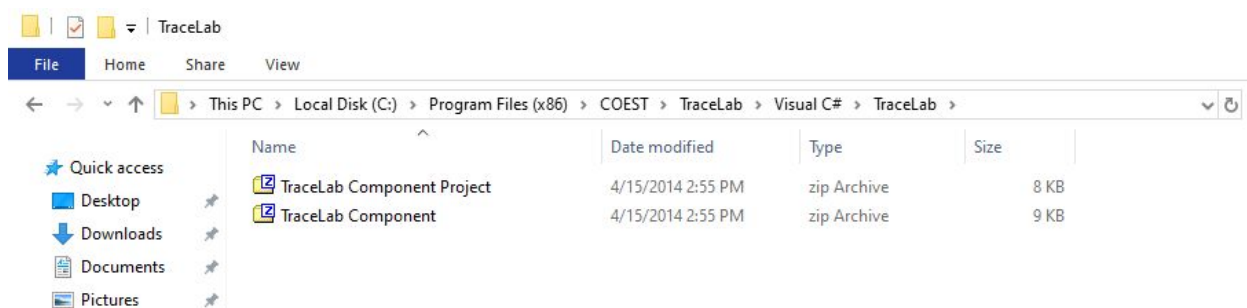 TraceLab
File Home Share View
This PC > Local Disk (C:) > Program Files (x86) > COEST > TraceLab > Visual C# > TraceLab >
Name Date modified Type Size
Quick access
TraceLab Component Project 4/15/2014 2:55 PM zip Archive 8 KB
Desktop
TraceLab Component 4/15/2014 2:55 PM zip Archive 9 KB
Downloads
Documents
Pictures